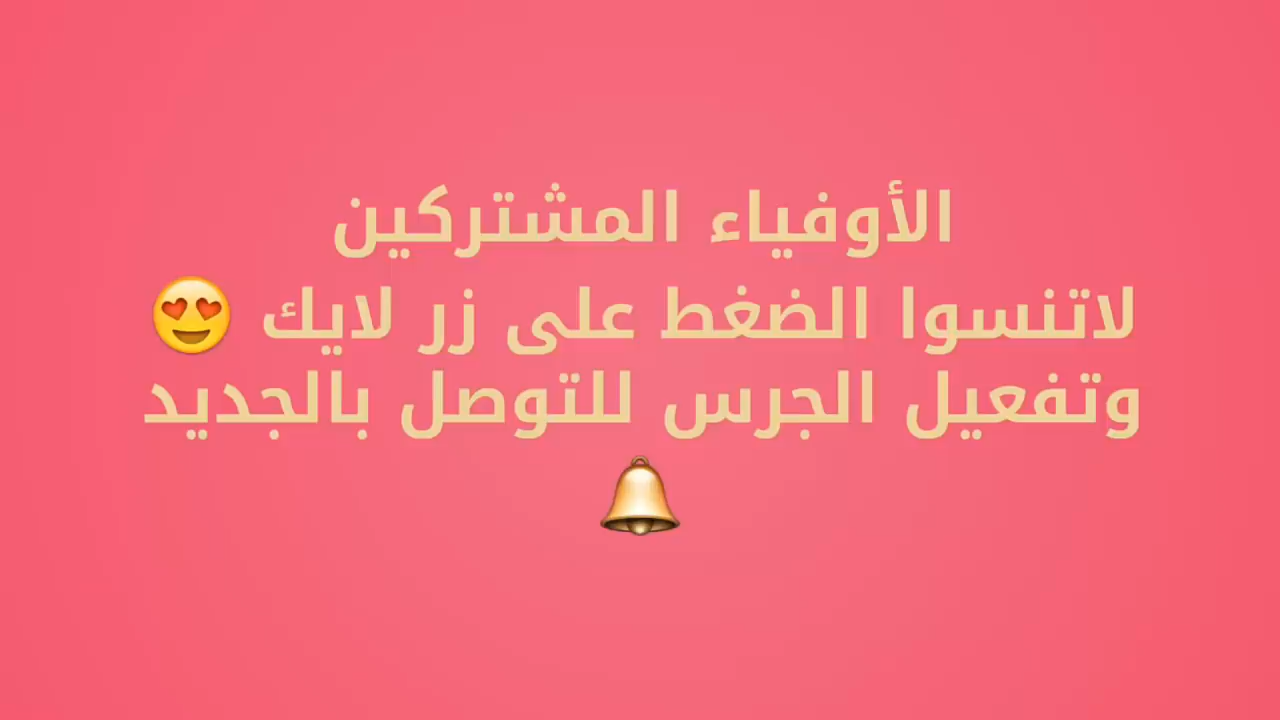 الأوفياء المشتركين
لاتنسوا الضغط على زر لايك 😍
وتفعيل الجرس للتوصل بالجديد
🔔